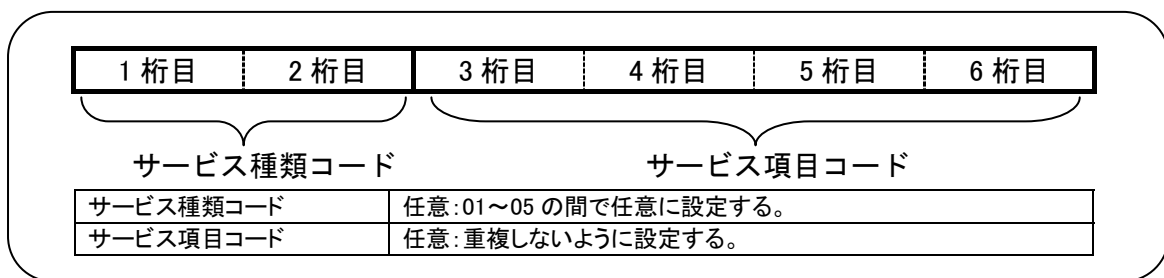 1 桁目 2 桁目 3 桁目 4 桁目 5 桁目 6 桁目
サービス種類コード サービス項目コード
サービス種類コード 任意：01～05 の間で任意に設定する。
サービス項目コード 任意：重複しないように設定する。